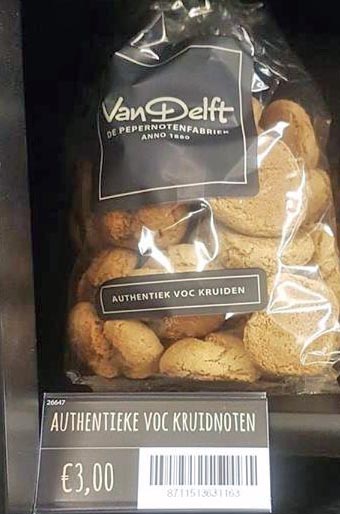 Van Delft
DE PEPERNOTENFABRIEK
ANNO 1880
AUTHENTIEK VOC KRUIDEN
26647
AUTHENTIEKE VOC KRUIDNOTEN
€3,00
8711513631163